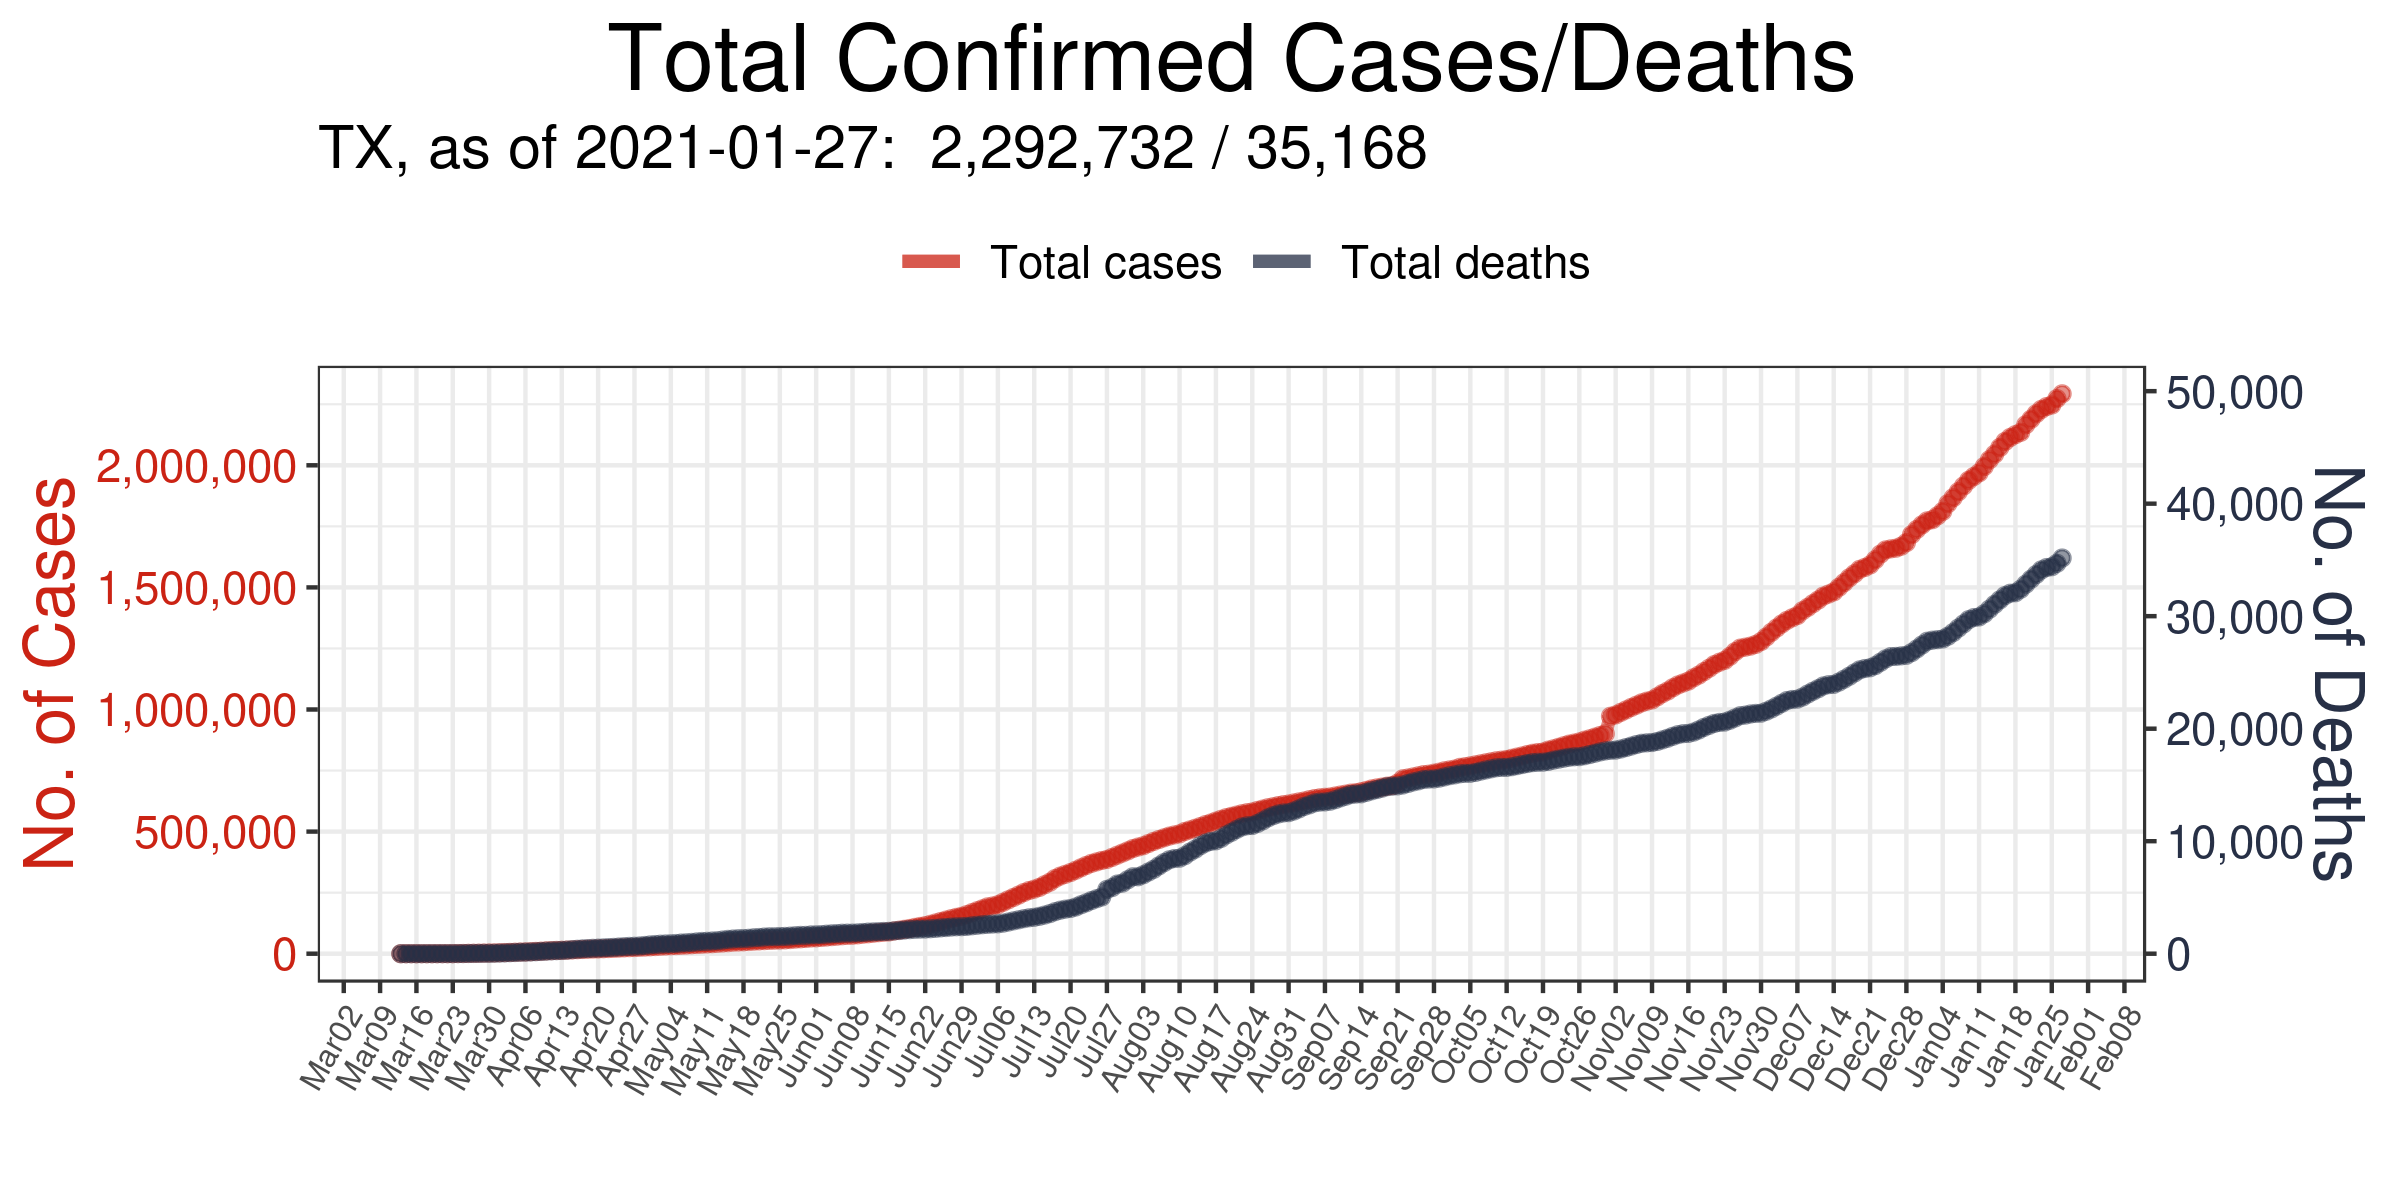 Total Confirmed Cases/Deaths
TX, as of 2021-01-27:  2,292,732 / 35,168
Total cases
Total deaths
No. of Cases
2,000,000
1,500,000
1,000,000
500,000
0
50,000
40,000
30,000
20,000
10,000
0
No. of Deaths
Mar02
Mar09
Mar16
Mar23
Mar30
Apr06
Apr13
Apr20
Apr27
May04
May11
May18
May25
Jun01
Jun08
Jun15
Jun22
Jun29
Jul06
Jul13
Jul20
Jul27
Aug03
Aug10
Aug17
Aug24
Aug31
Sep07
Sep14
Sep21
Sep28
Oct05
Oct12
Oct19
Oct26
Nov02
Nov09
Nov16
Nov23
Nov30
Dec07
Dec14
Dec21
Dec28
Jan04
Jan11
Jan18
Jan25
Feb01
Feb08